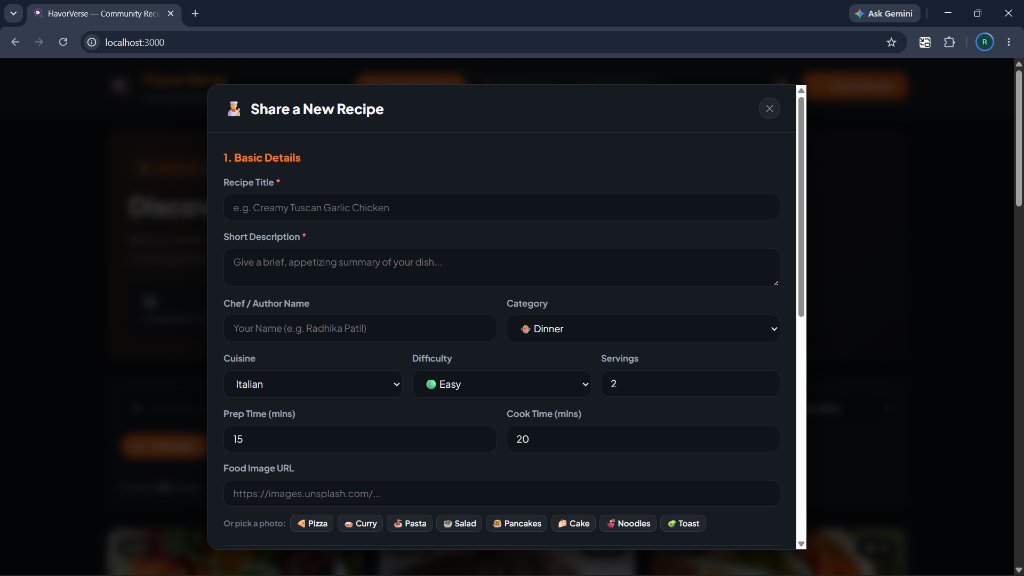 FlavorVerse — Community Reci
Ask Gemini
localhost:3000
R
Share a New Recipe
1. Basic Details
Recipe Title *
e.g. Creamy Tuscan Garlic Chicken
Short Description *
Give a brief, appetizing summary of your dish...
Chef / Author Name
Category
Your Name (e.g. Radhika Patil)
Dinner
Cuisine
Difficulty
Servings
Italian
Easy
2
Prep Time (mins)
Cook Time (mins)
15
20
Food Image URL
https://images.unsplash.com/...
Or pick a photo: Pizza Curry Pasta Salad Pancakes Cake Noodles Toast